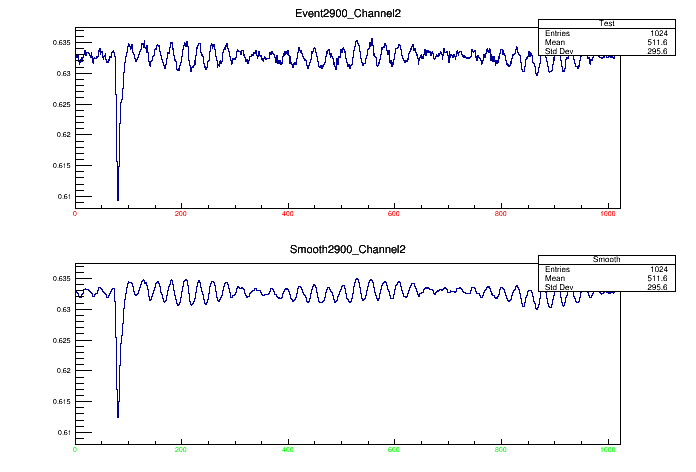 Event2900_Channel2
Test
Entries 1024
Mean 511.6
Std Dev 295.6
0.635
0.63
0.625
0.62
0.615
0.61
0 200 400 600 800 1000
Smooth2900_Channel2
Smooth
Entries 1024
Mean 511.6
Std Dev 295.6
0.635
0.63
0.625
0.62
0.615
0.61
0 200 400 600 800 1000